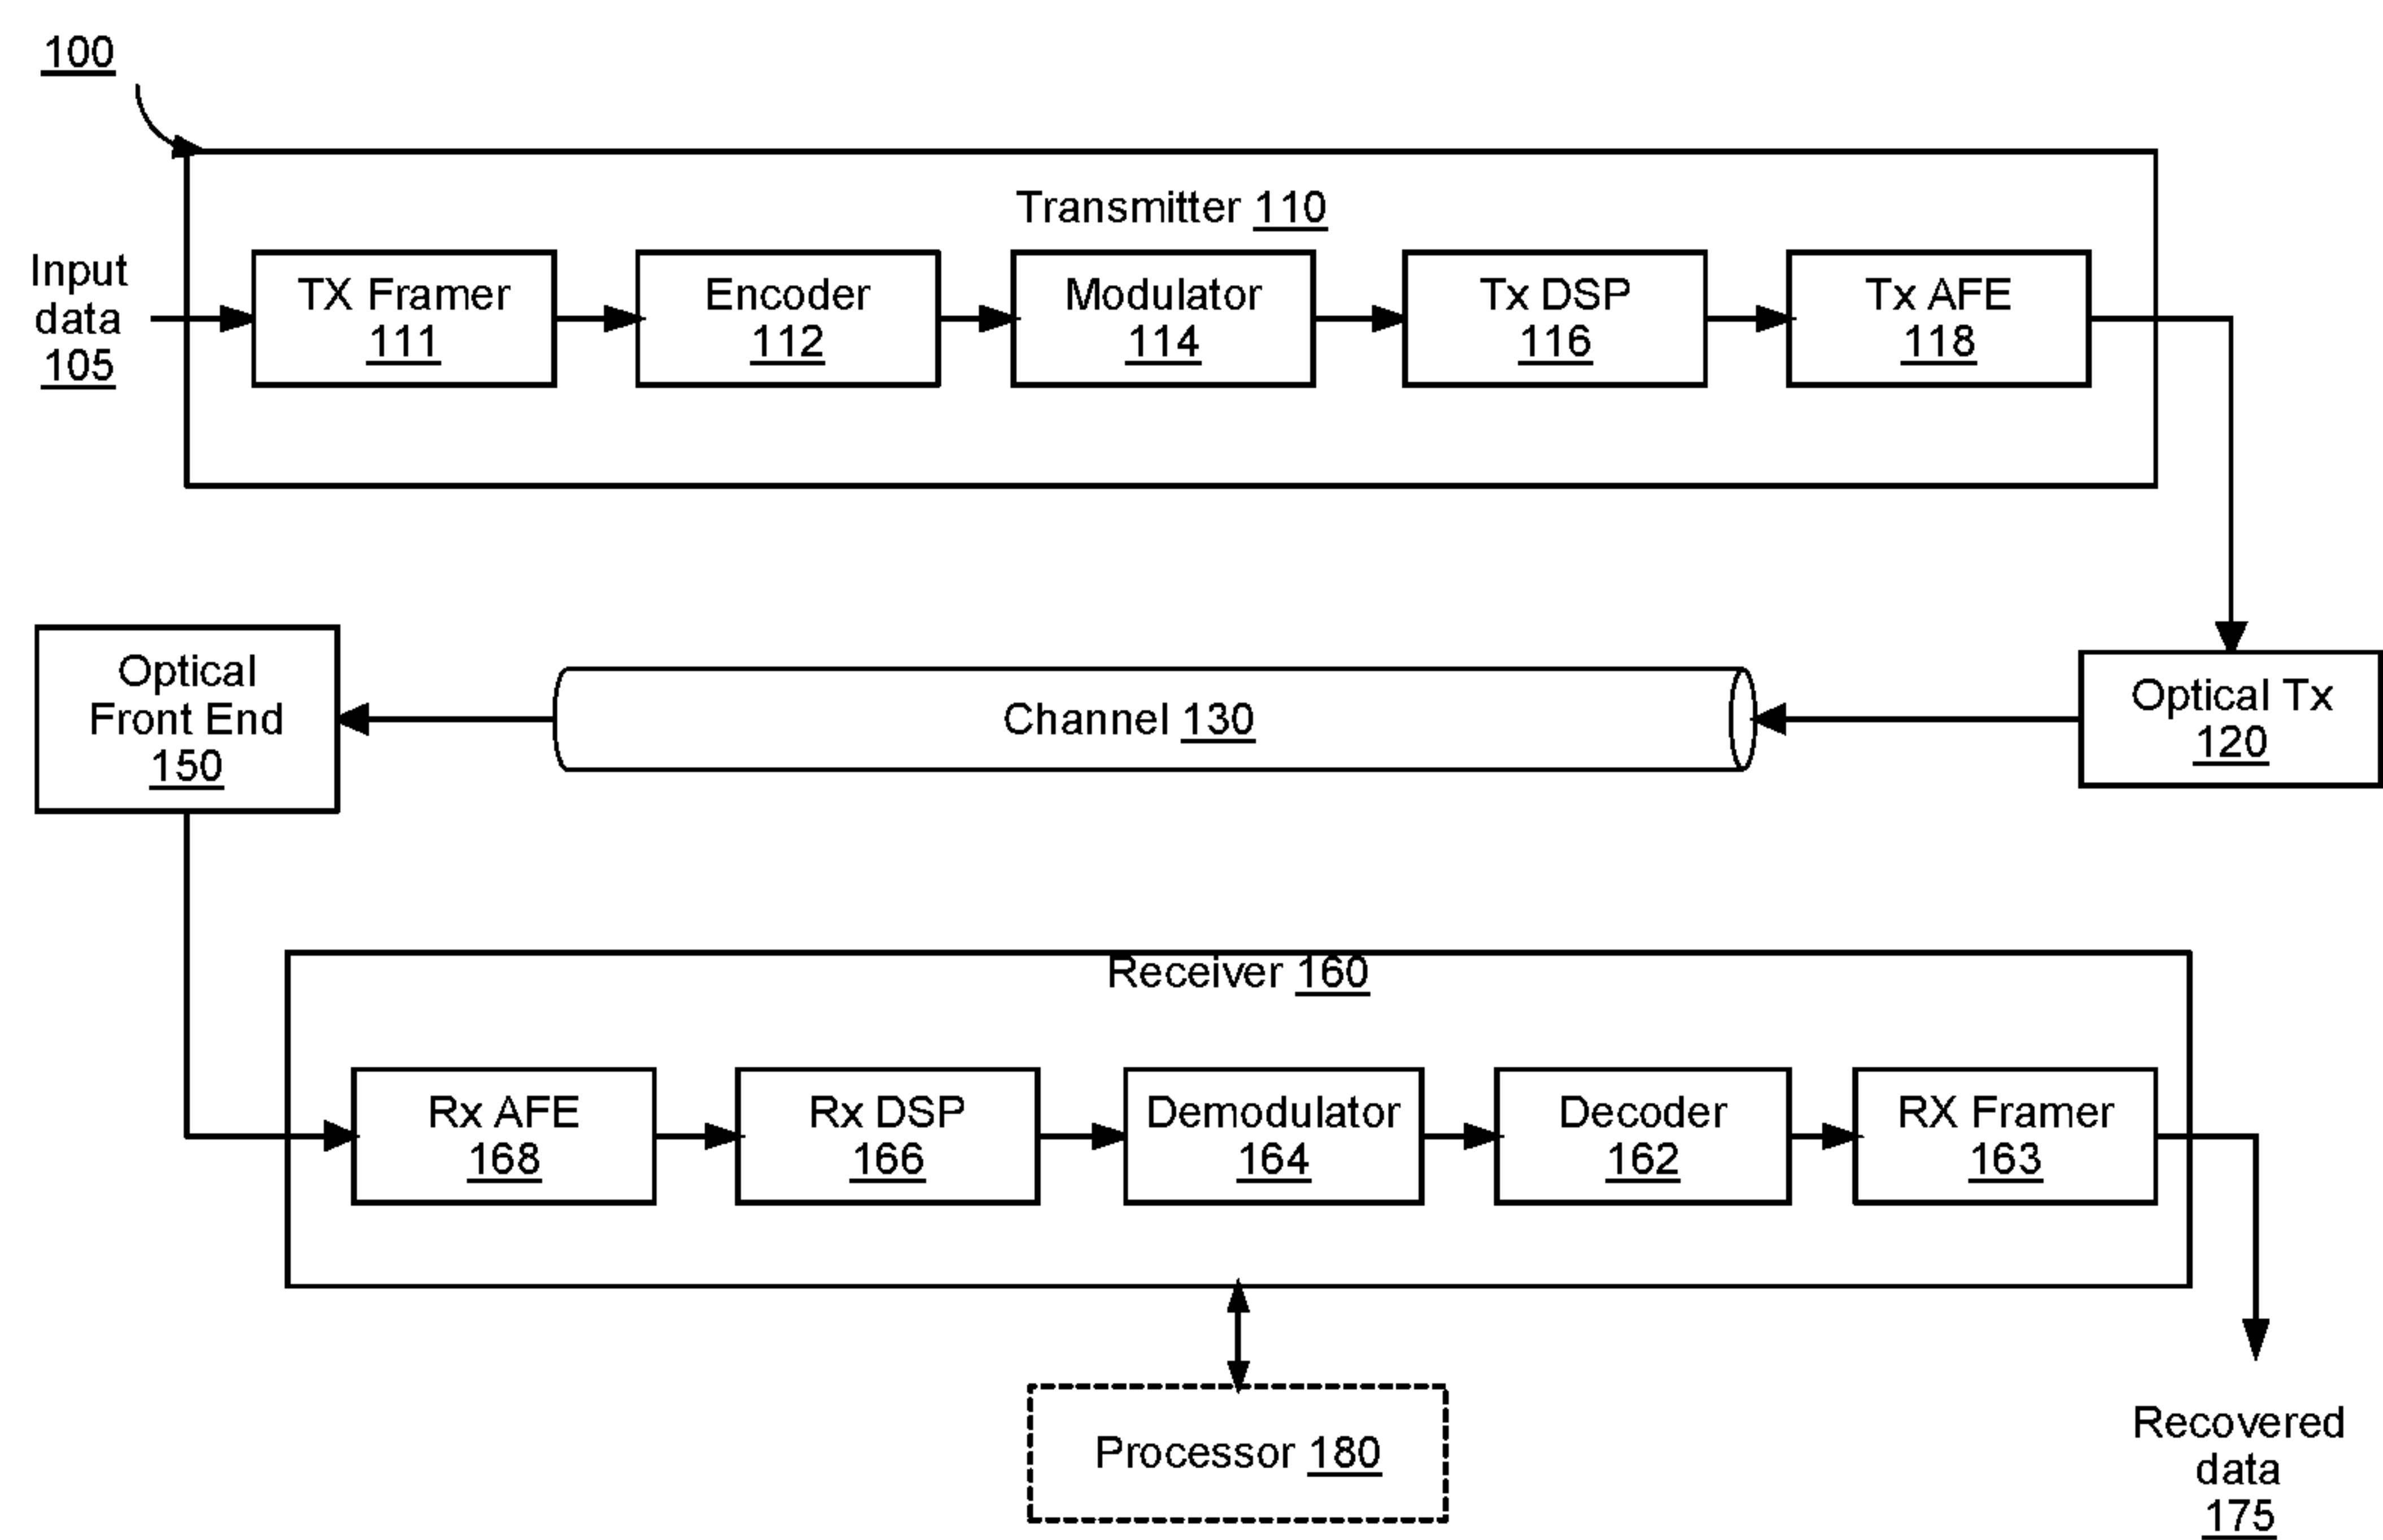 100
Transmitter 110
Input
data
105
TX Framer
111
Encoder
112
Modulator
114
Tx DSP
116
Tx AFE
118
Optical
Front End
150
Channel 130
Optical Tx
120
Receiver 160
Rx AFE
168
Rx DSP
166
Demodulator
164
Decoder
162
RX Framer
163
Processor 180
Recovered
data
175